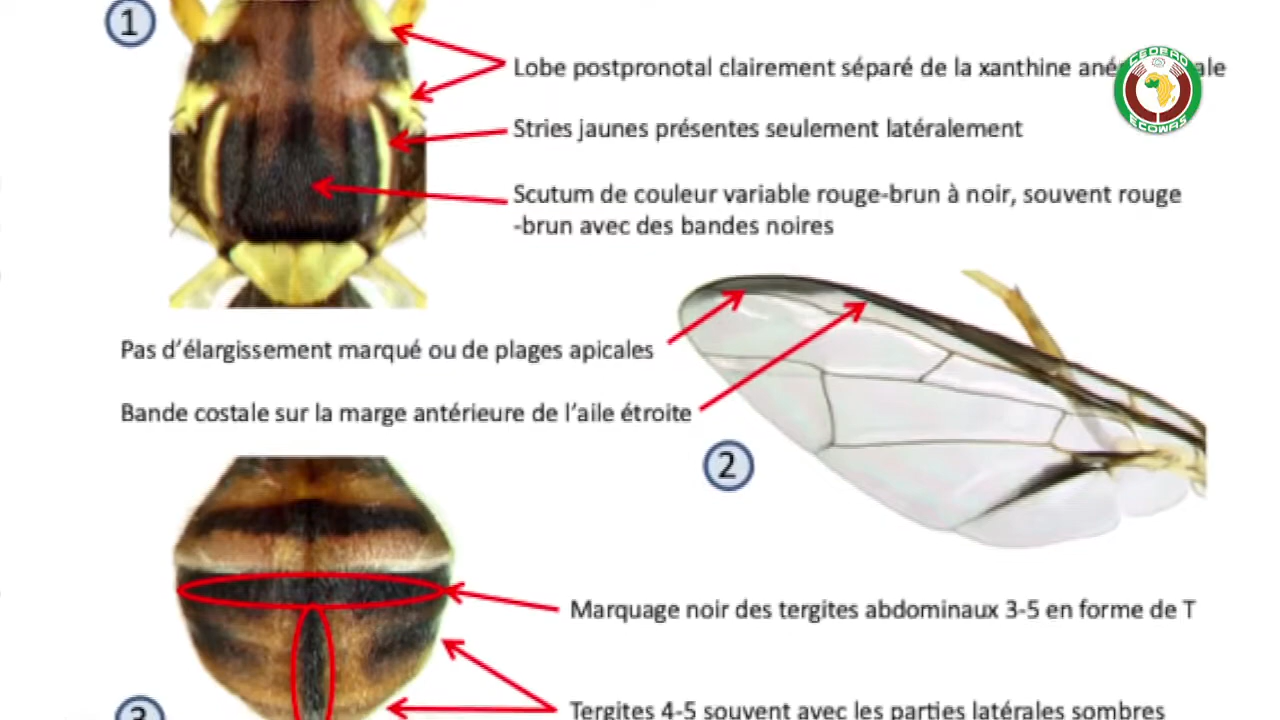 1
Lobe postpronotal clairement séparé de la xanthine
CEDEAO
ECOWAS
Stries jaunes présentes seulement latéralement
Scutum de couleur variable rouge-brun à noir, souvent rouge
-brun avec des bandes noires
Pas d’élargissement marqué ou de plages apicales
Bande costale sur la marge antérieure de l’aile étroite
2
Marquage noir des tergites abdominaux 3-5 en forme de T
3
Tergites 4-5 souvent avec les parties latérales sombres